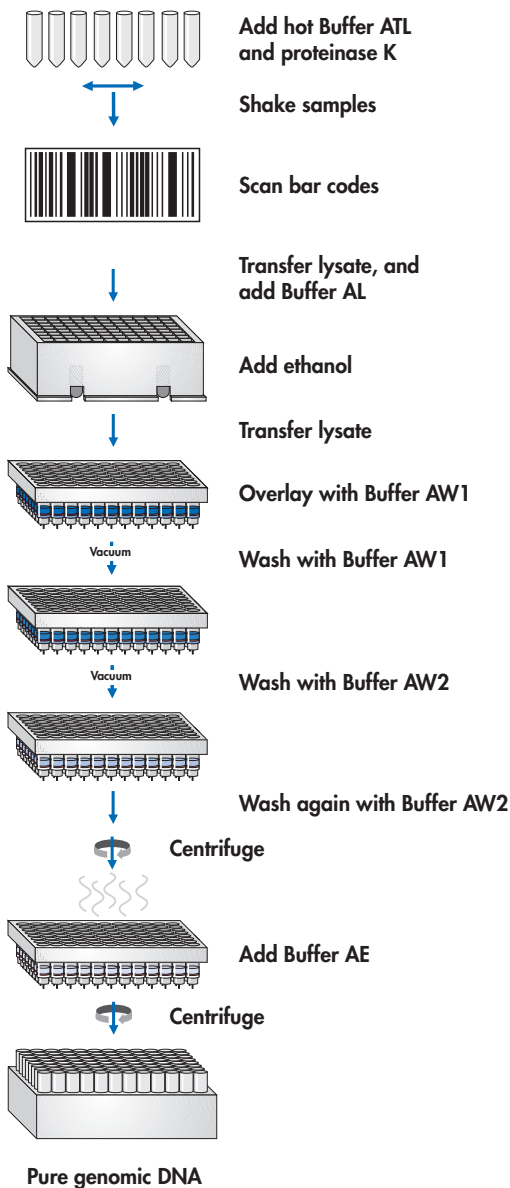 Add hot Buffer ATL
and proteinase K
Shake samples
Scan bar codes
Transfer lysate, and
add Buffer AL
Add ethanol
Transfer lysate
Overlay with Buffer AW1
Vacuum
Wash with Buffer AW1
Vacuum
Wash with Buffer AW2
Wash again with Buffer AW2
Centrifuge
Add Buffer AE
Centrifuge
Pure genomic DNA